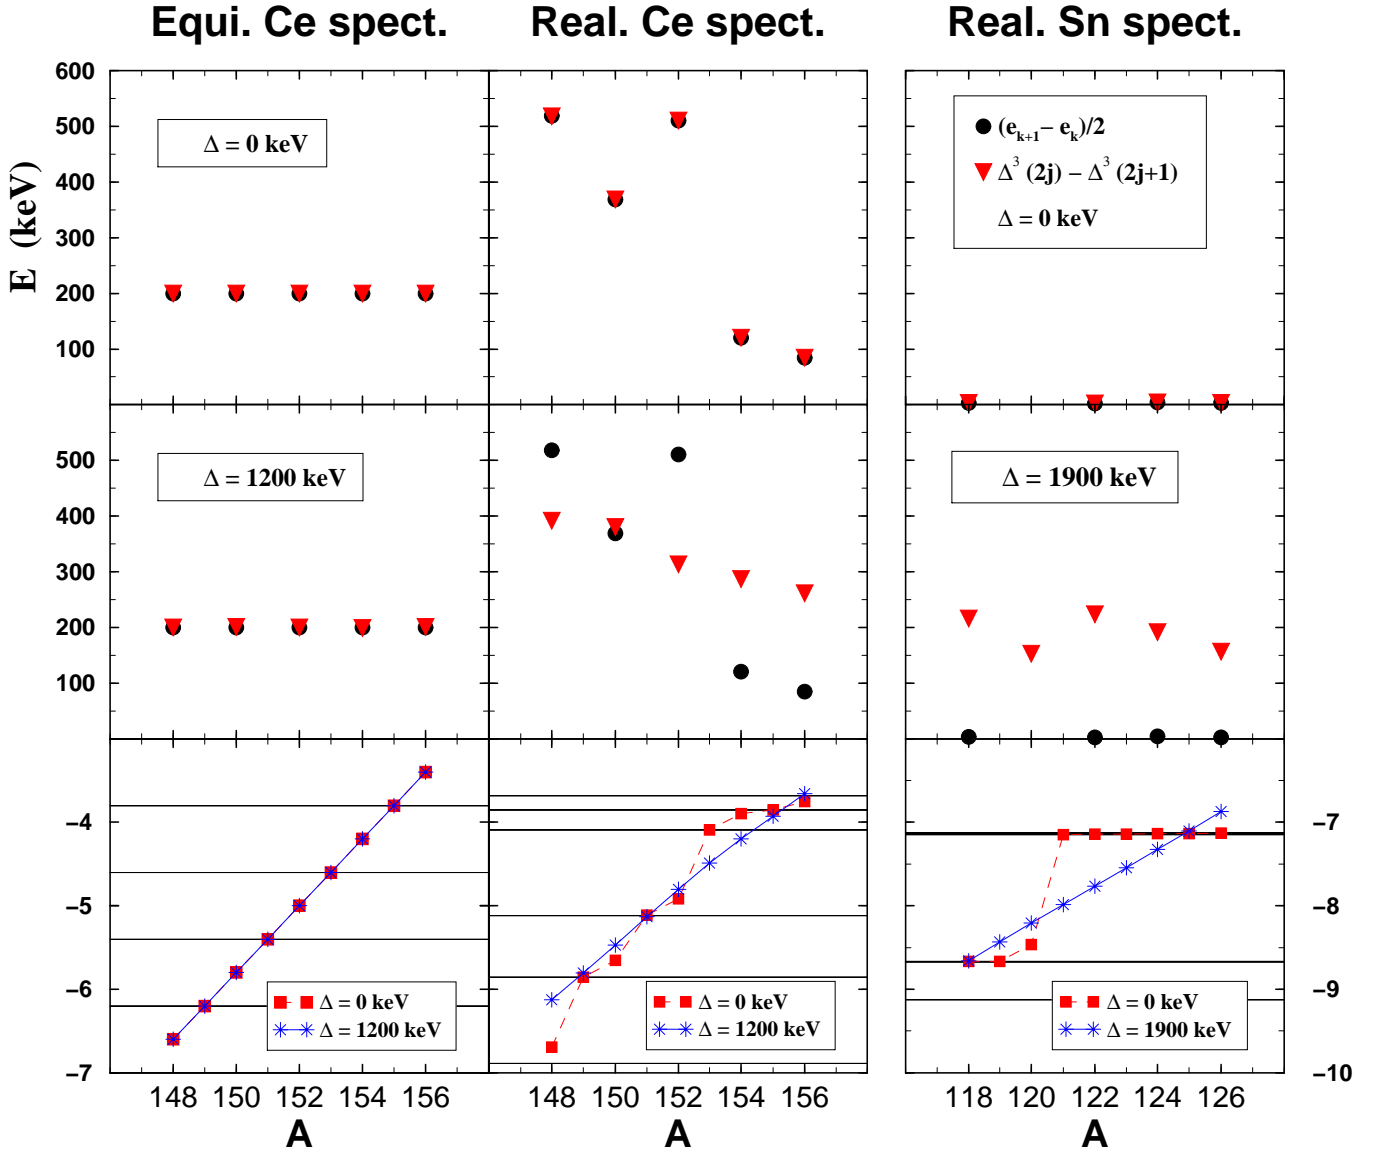 Equi. Ce spect. Real. Ce spect. Real. Sn spect.
E (keV)
600
500
400
300
200
100
Δ = 0 keV
(e_{k+1} − e_k)/2
Δ^3 (2j) − Δ^3 (2j+1)
Δ = 0 keV
500
400
300
200
100
Δ = 1200 keV
Δ = 1900 keV
−4
−5
−6
−7
Δ = 0 keV
Δ = 1200 keV
Δ = 0 keV
Δ = 1200 keV
Δ = 0 keV
Δ = 1900 keV
−7
−8
−9
−10
148 150 152 154 156
148 150 152 154 156
118 120 122 124 126
A A A